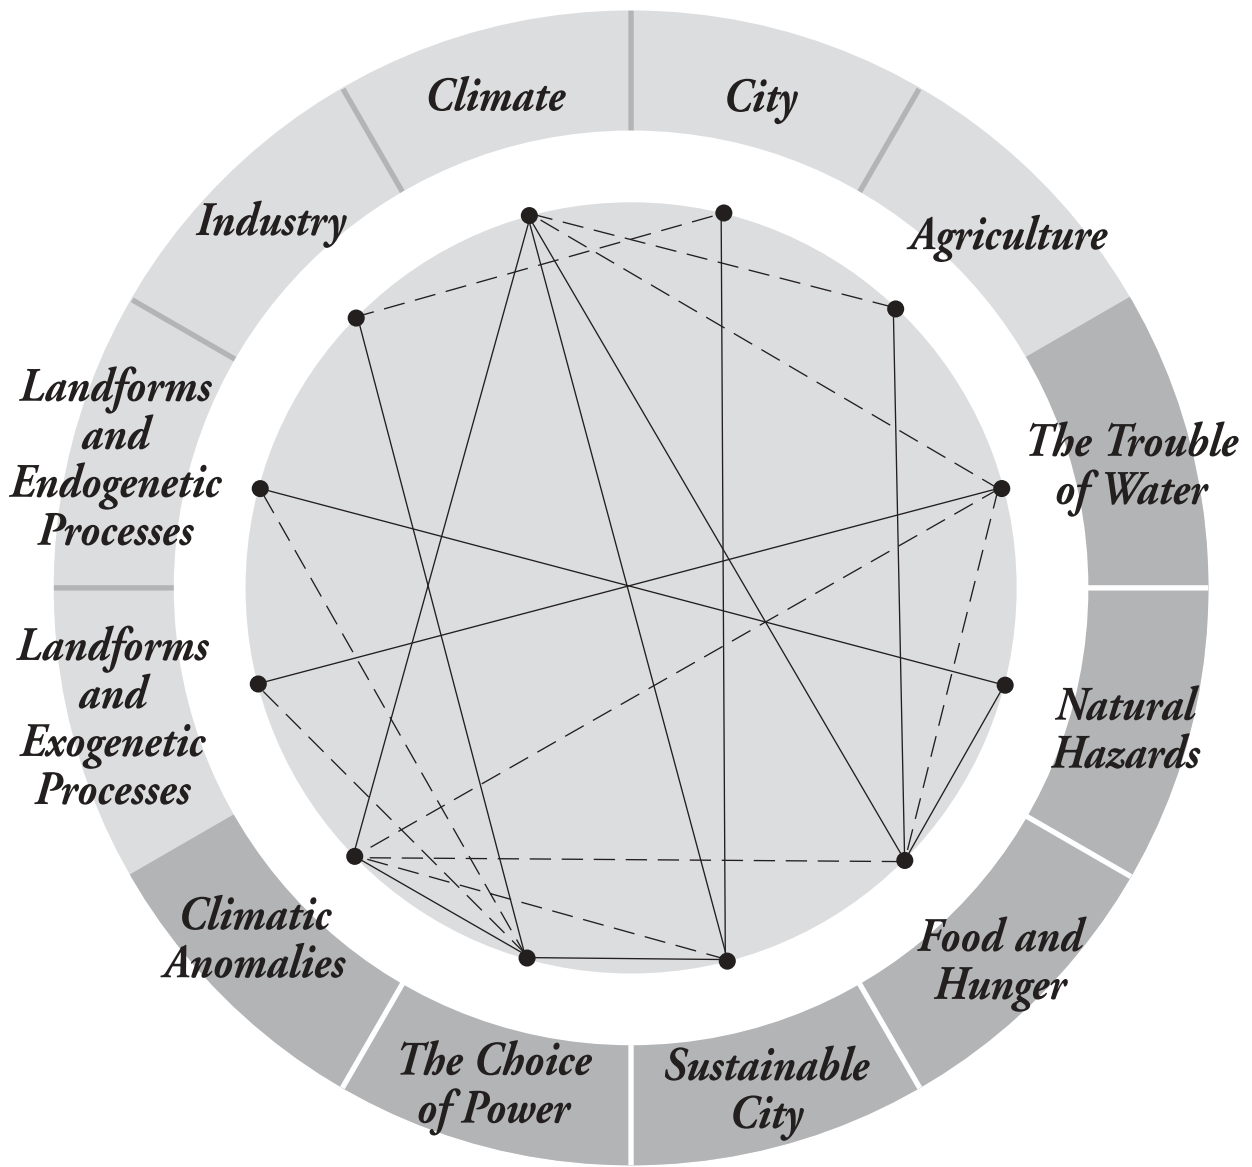 Climate
City
Agriculture
The Trouble
of Water
Natural
Hazards
Food and
Hunger
Sustainable
City
The Choice
of Power
Climatic
Anomalies
Landforms
and
Exogenetic
Processes
Landforms
and
Endogenetic
Processes
Industry